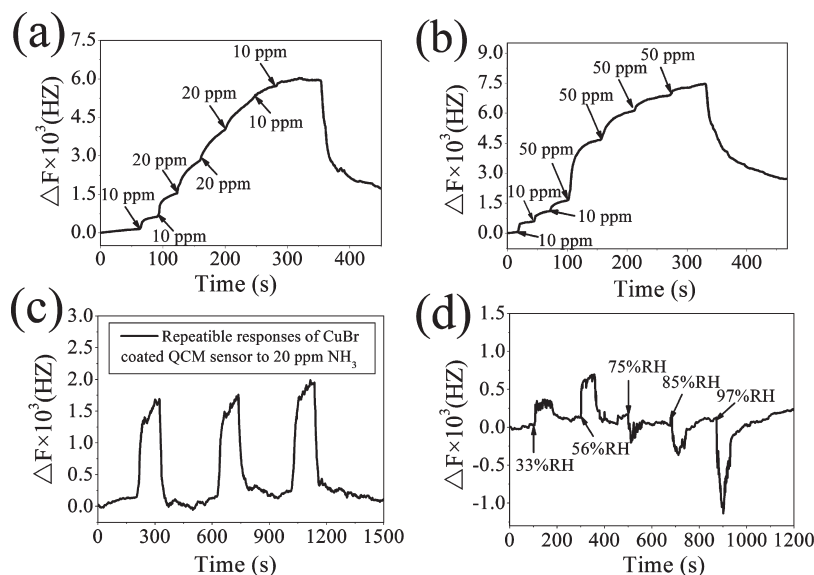 (a)
△F×10³(HZ)
7.5
6.0
4.5
3.0
1.5
0.0
10 ppm
10 ppm
20 ppm
20 ppm
20 ppm
10 ppm
10 ppm
0 100 200 300 400
Time (s)
(b)
△F×10³(HZ)
9.0
7.5
6.0
4.5
3.0
1.5
0.0
10 ppm
10 ppm
10 ppm
50 ppm
50 ppm
50 ppm
50 ppm
0 100 200 300 400
Time (s)
(c)
△F×10³(HZ)
3.0
2.5
2.0
1.5
1.0
0.5
0.0
Repeatible responses of CuBr
coated QCM sensor to 20 ppm NH₃
0 300 600 900 1200 1500
Time (s)
(d)
△F×10³(HZ)
1.5
1.0
0.5
0.0
-0.5
-1.0
33%RH
56%RH
75%RH
85%RH
97%RH
0 200 400 600 800 1000 1200
Time (s)